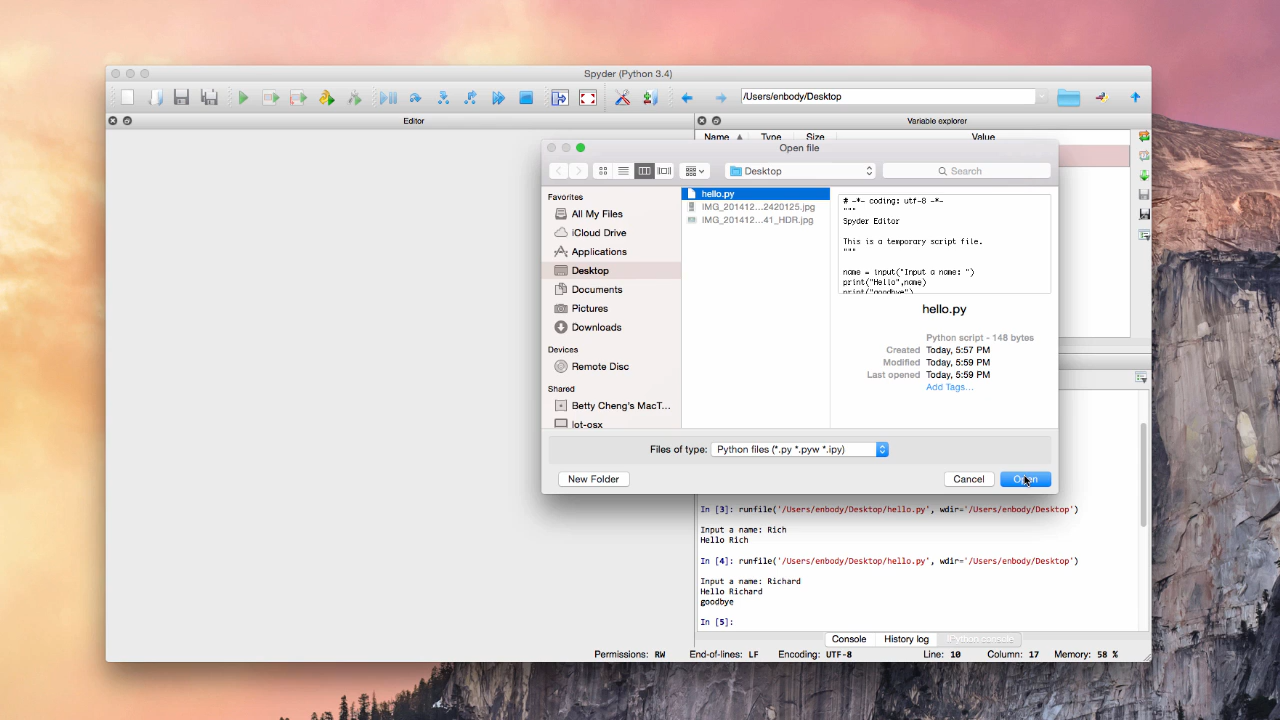 Spyder (Python 3.4)
/Users/enbody/Desktop
Editor
Variable explorer
Name Type Size Value
Open file
Desktop
Search
Favorites
All My Files
iCloud Drive
Applications
Desktop
Documents
Pictures
Downloads
Devices
Remote Disc
Shared
Betty Cheng's MacT...
iot-osx
hello.py
IMG_201412...2420125.jpg
IMG_201412...41_HDR.jpg
# -*- coding: utf-8 -*-
"""
Spyder Editor
This is a temporary script file.
"""
name = input("Input a name: ")
print("Hello",name)
print("goodbye")
hello.py
Python script - 148 bytes
Created Today, 5:57 PM
Modified Today, 5:59 PM
Last opened Today, 5:59 PM
Add Tags...
Files of type: Python files (*.py *.pyw *.ipy)
New Folder
Cancel
Open
In [3]: runfile('/Users/enbody/Desktop/hello.py', wdir='/Users/enbody/Desktop')
Input a name: Rich
Hello Rich
In [4]: runfile('/Users/enbody/Desktop/hello.py', wdir='/Users/enbody/Desktop')
Input a name: Richard
Hello Richard
goodbye
In [5]:
Console History log IPython console
Permissions: RW End-of-lines: LF Encoding: UTF-8 Line: 10 Column: 17 Memory: 58 %